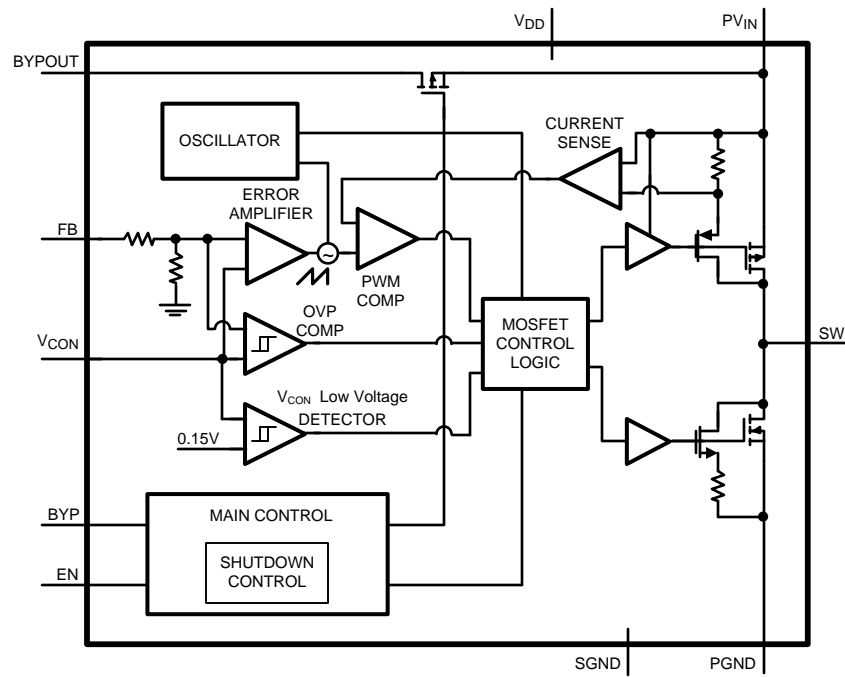 VDD
PVIN
BYPOUT
OSCILLATOR
CURRENT
SENSE
ERROR
AMPLIFIER
FB
~
PWM
COMP
OVP
COMP
MOSFET
CONTROL
LOGIC
VCON
SW
VCON Low Voltage
DETECTOR
0.15V
BYP
MAIN CONTROL
SHUTDOWN
CONTROL
EN
SGND
PGND